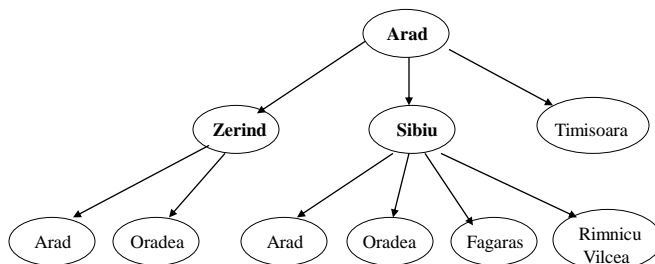 Arad
Zerind
Sibiu
Timisoara
Arad
Oradea
Arad
Oradea
Fagaras
Rimnicu
Vilcea